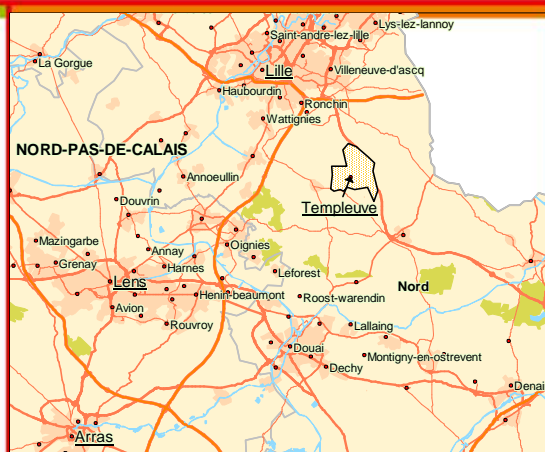 Lys-lez-lannoy
Saint-andre-lez-lille
La Gorgue
Lille
Villeneuve-d'ascq
Haubourdin
Ronchin
Wattignies
NORD-PAS-DE-CALAIS
Annoeullin
Douvrin
Templeuve
Mazingarbe
Annay
Oignies
Grenay
Harnes
Leforest
Lens
Nord
Henin-beaumont
Roost-warendin
Avion
Rouvroy
Lallaing
Douai
Montigny-en-ostrevent
Dechy
Denai
Arras